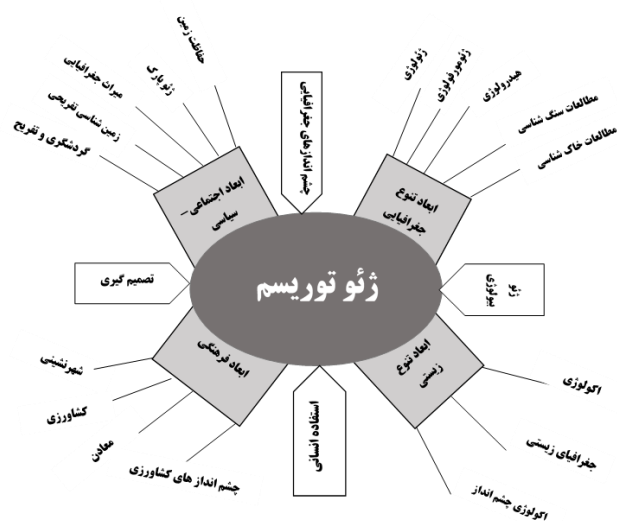 ژئو توریسم
چشم اندازهای جغرافیایی
ابعاد تنوع
جغرافیایی
ژئولوژی
ژئومورفولوژی
هیدرولوژی
مطالعات سنگ شناسی
مطالعات خاک شناسی
ژئو
بیولوژی
ابعاد تنوع
زیستی
اکولوژی
جغرافیای زیستی
اکولوژی چشم انداز
استفاده انسانی
ابعاد فرهنگی
چشم انداز های کشاورزی
معادن
کشاورزی
شهرنشینی
تصمیم گیری
ابعاد اجتماعی–
سیاسی
گردشگری و تفریح
زمین شناسی تفریحی
میراث جغرافیایی
ژئو پارک
حفاظت زمین